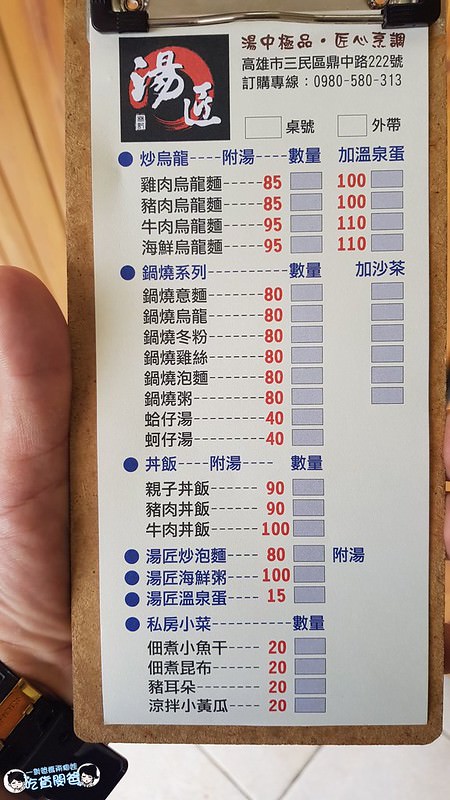 湯匠
湯中極品・匠心烹調
高雄市三民區鼎中路222號
訂購專線：0980-580-313
桌號 外帶
炒烏龍----附湯---- 數量 加溫泉蛋
雞肉烏龍麵-----85 100
豬肉烏龍麵-----85 100
牛肉烏龍麵-----95 110
海鮮烏龍麵-----95 110
鍋燒系列------------數量 加沙茶
鍋燒意麵--------80
鍋燒烏龍--------80
鍋燒冬粉--------80
鍋燒雞絲--------80
鍋燒泡麵--------80
鍋燒粥----------80
蛤仔湯----------40
蚵仔湯----------40
丼飯----附湯---- 數量
親子丼飯--------90
豬肉丼飯--------90
牛肉丼飯--------100
湯匠炒泡麵-----80 附湯
湯匠海鮮粥-----100
湯匠溫泉蛋-----15
私房小菜------------數量
佃煮小魚干----20
佃煮昆布-------20
豬耳朵----------20
涼拌小黃瓜----20
一對姐妹兩個爸
吃貨闆爸